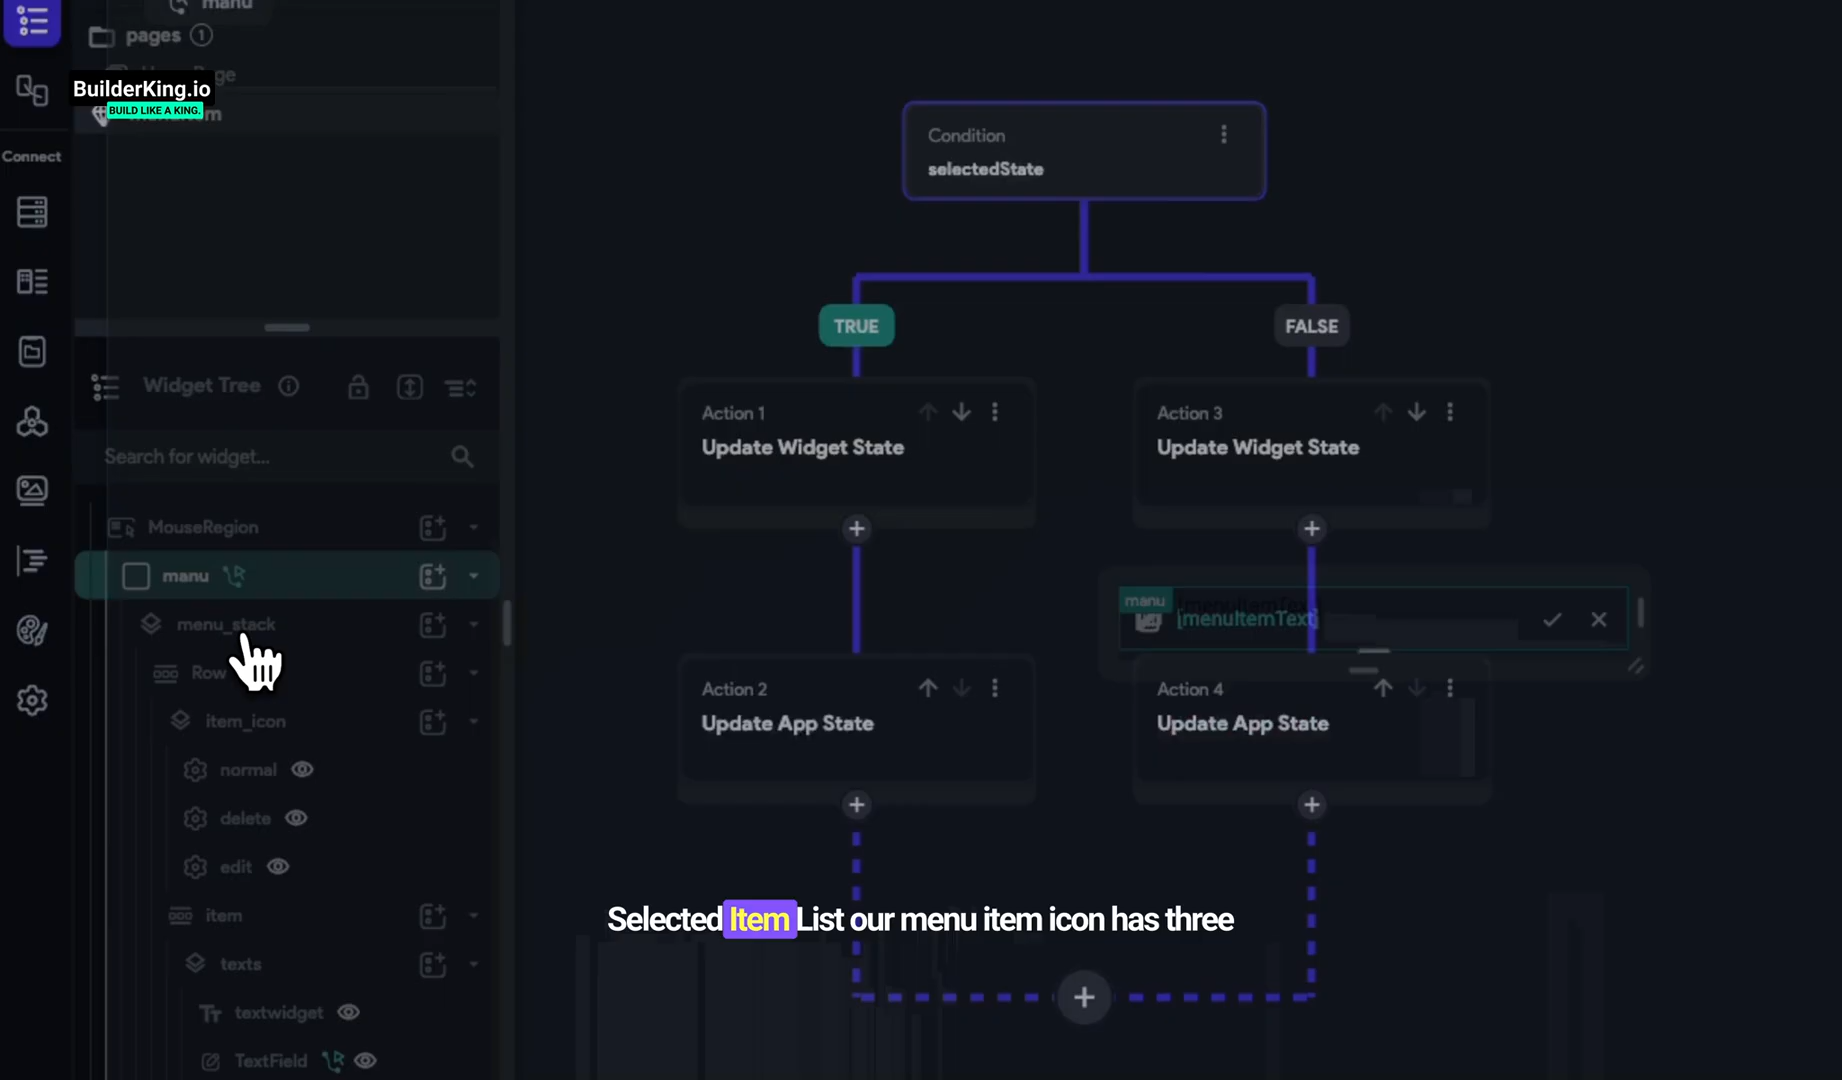 manu
pages 1
Page
BuilderKing.io
BUILD LIKE A KING.
Connect
Widget Tree
Search for widget...
MouseRegion
manu
menu_stack
Row
item_icon
normal
delete
edit
item
texts
textwidget
TextField
Condition
selectedState
TRUE
FALSE
Action 1
Update Widget State
Action 3
Update Widget State
manu
[menuItemText]
Action 2
Update App State
Action 4
Update App State
Selected Item List our menu item icon has three